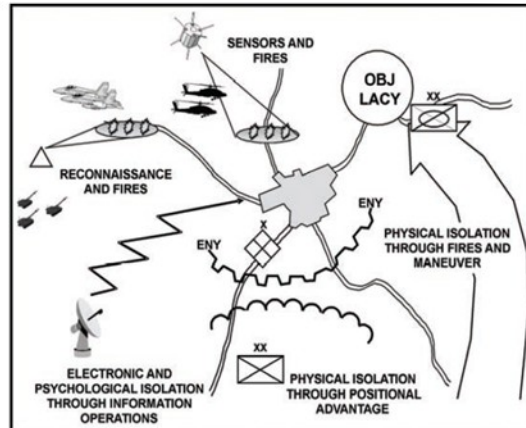 SENSORS AND
FIRES
OBJ
LACY
XX
RECONNAISSANCE
AND FIRES
ENY
X
ENY
PHYSICAL ISOLATION
THROUGH FIRES AND
MANEUVER
ELECTRONIC AND
PSYCHOLOGICAL ISOLATION
THROUGH INFORMATION
OPERATIONS
XX
PHYSICAL ISOLATION
THROUGH POSITIONAL
ADVANTAGE